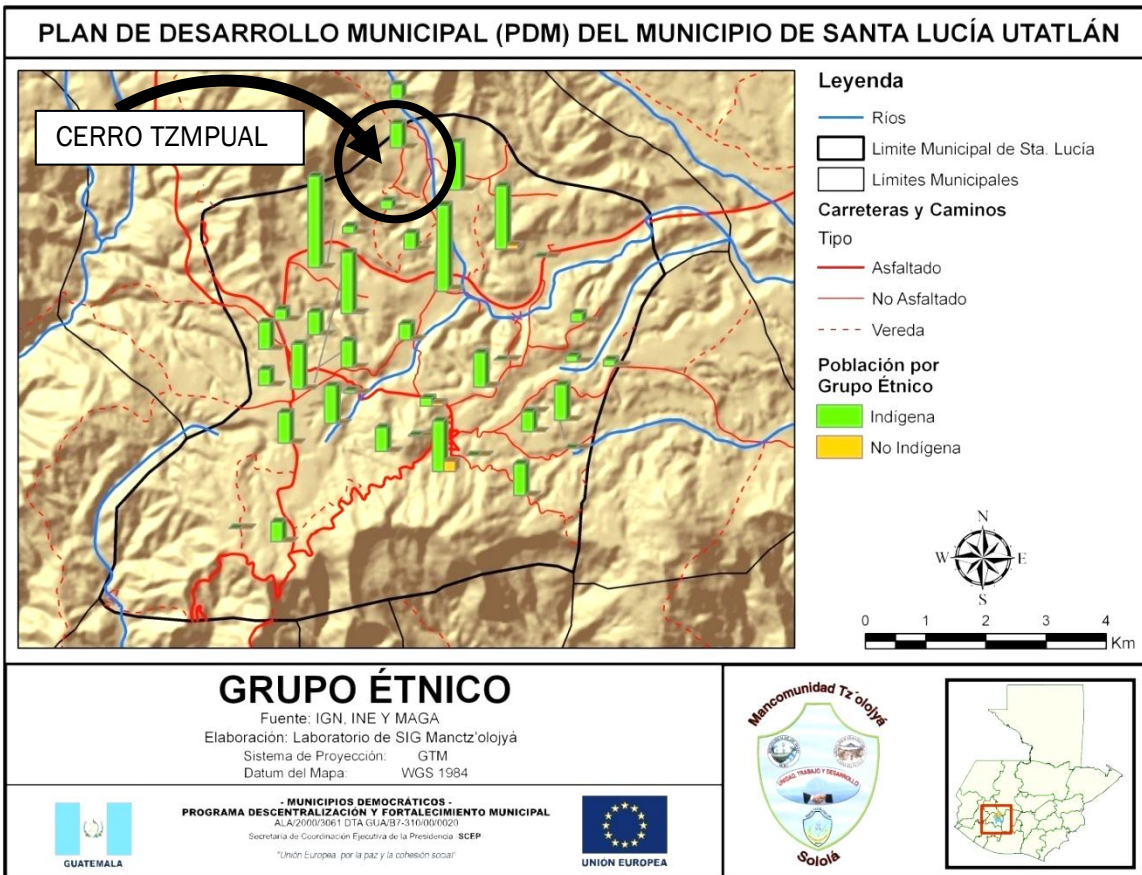 PLAN DE DESARROLLO MUNICIPAL (PDM) DEL MUNICIPIO DE SANTA LUCÍA UTATLÁN
CERRO TZMPUAL
Leyenda
Ríos
Limite Municipal de Sta. Lucía
Límites Municipales
Carreteras y Caminos
Tipo
Asfaltado
No Asfaltado
Vereda
Población por
Grupo Étnico
Indígena
No Indígena
N
W E
S
0 1 2 3 4
Km
GRUPO ÉTNICO
Fuente: IGN, INE Y MAGA
Elaboración: Laboratorio de SIG Manctz'olojyá
Sistema de Proyección: GTM
Datum del Mapa: WGS 1984
GUATEMALA
- MUNICIPIOS DEMOCRÁTICOS -
PROGRAMA DESCENTRALIZACIÓN Y FORTALECIMIENTO MUNICIPAL
ALA/2000/3061 DTA GUA/B7-310/00/0020
Secretaría de Coordinación Ejecutiva de la Presidencia SCEP
"Unión Europea, por la paz y la cohesión social"
UNIÓN EUROPEA
Mancomunidad Tz'olojyá
UNIDAD, TRABAJO Y DESARROLLO
Sololá